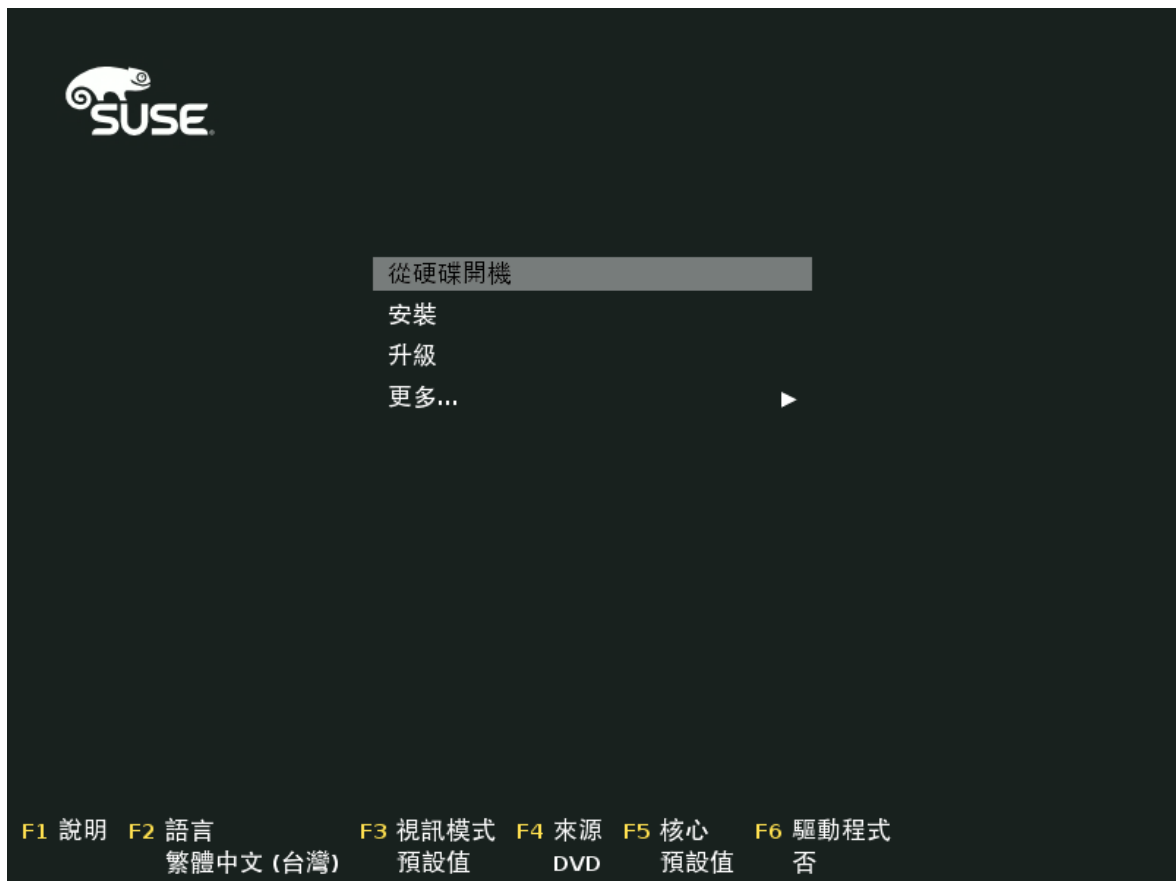 SUSE
從硬碟開機
安裝
升級
更多...
F1 說明 F2 語言 F3 視訊模式 F4 來源 F5 核心 F6 驅動程式
繁體中文 (台灣) 預設值 DVD 預設值 否